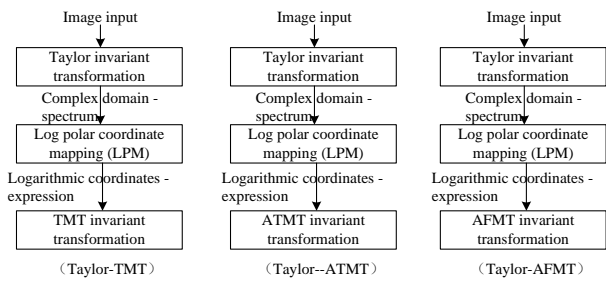 Image input
Taylor invariant
transformation
Complex domain -
spectrum
Log polar coordinate
mapping (LPM)
Logarithmic coordinates -
expression
TMT invariant
Transformation
（Taylor-TMT）
Image input
Taylor invariant
transformation
Complex domain -
spectrum
Log polar coordinate
mapping (LPM)
Logarithmic coordinates -
expression
ATMT invariant
transformation
（Taylor--ATMT）
Image input
Taylor invariant
transformation
Complex domain -
spectrum
Log polar coordinate
mapping (LPM)
Logarithmic coordinates -
expression
AFMT invariant
transformation
（Taylor-AFMT）